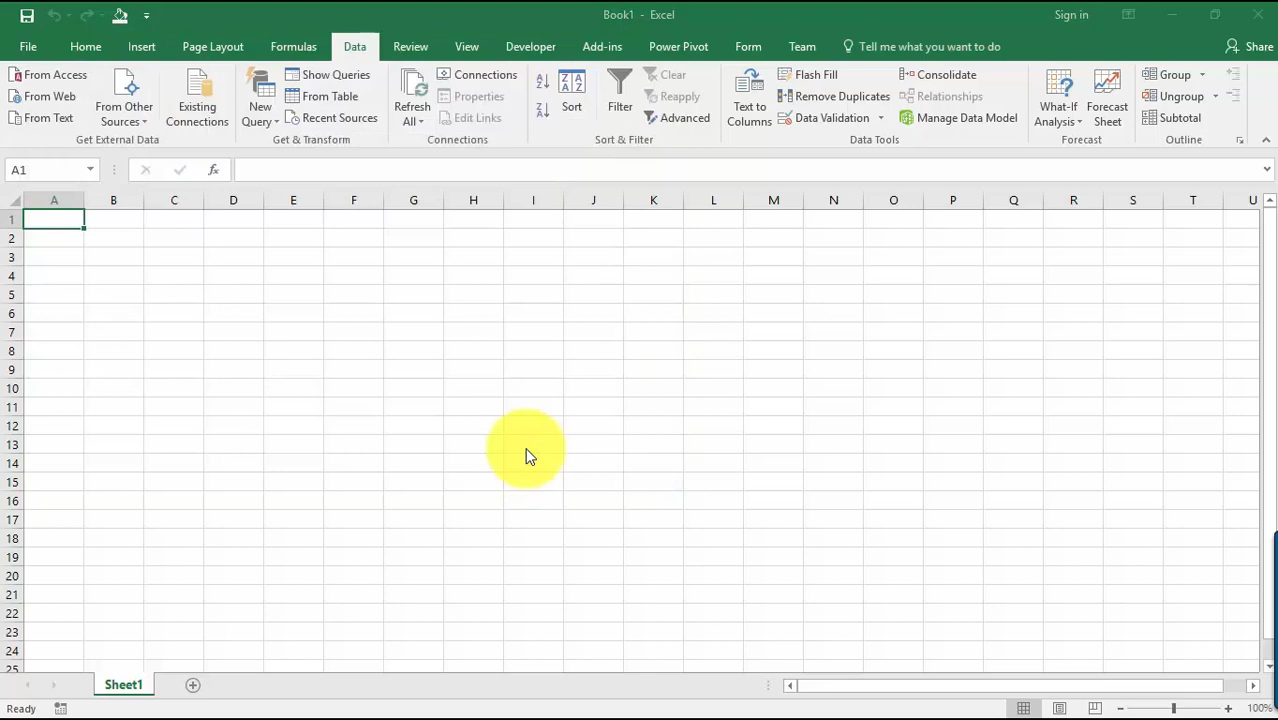 Book1 - Excel
Sign in
File Home Insert Page Layout Formulas Data Review View Developer Add-ins Power Pivot Form Team Tell me what you want to do Share
From Access
From Web
From Text
From Other Sources
Existing Connections
Get External Data
New Query
Show Queries
From Table
Recent Sources
Get & Transform
Refresh All
Connections
Properties
Edit Links
Connections
A Z
Z A
Z A A Z
Sort
Filter
Clear
Reapply
Advanced
Sort & Filter
Text to Columns
Flash Fill
Remove Duplicates
Data Validation
Consolidate
Relationships
Manage Data Model
Data Tools
What-If Analysis
Forecast Sheet
Forecast
Group
Ungroup
Subtotal
Outline
A1 fx
A B C D E F G H I J K L M N O P Q R S T U
1
2
3
4
5
6
7
8
9
10
11
12
13
14
15
16
17
18
19
20
21
22
23
24
25
Sheet1
Ready
100%